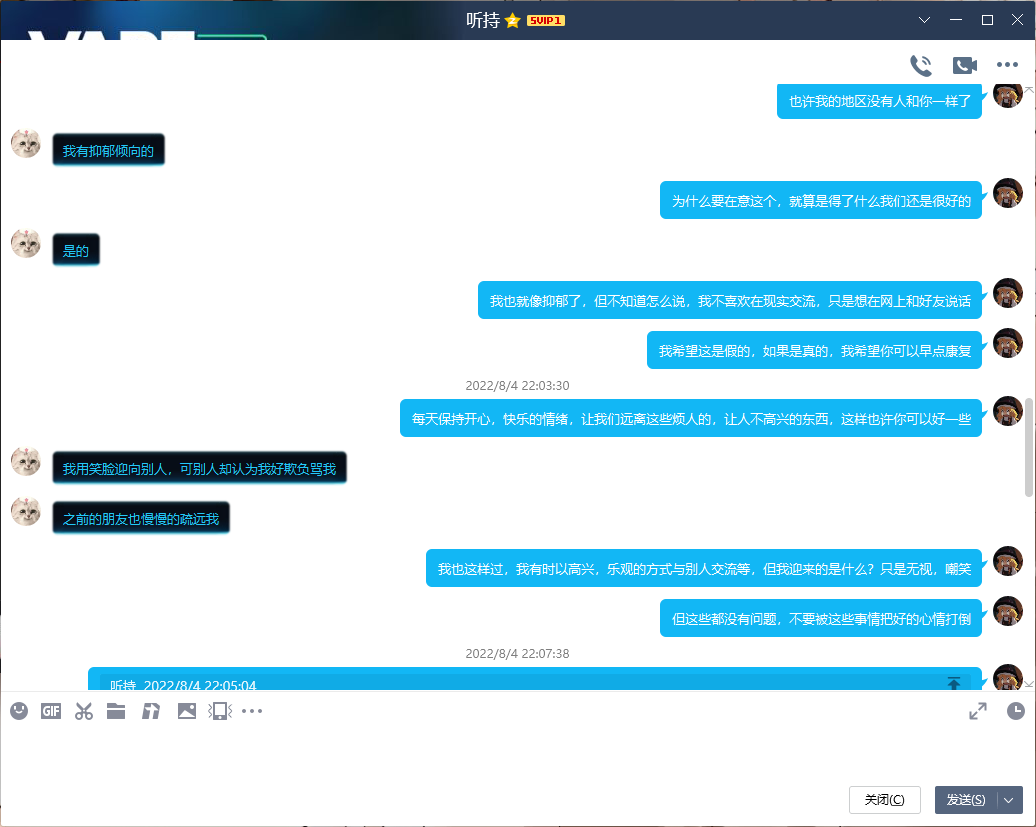 听持 SVIP1
也许我的地区没有人和你一样了
我有抑郁倾向的
为什么要在意这个，就算是得了什么我们还是很好的
是的
我也就像抑郁了，但不知道怎么说，我不喜欢在现实交流，只是想在网上和好友说话
我希望这是假的，如果是真的，我希望你可以早点康复
2022/8/4 22:03:30
每天保持开心，快乐的情绪，让我们远离这些烦人的，让人不高兴的东西，这样也许你可以好一些
我用笑脸迎向别人，可别人却认为我好欺负骂我
之前的朋友也慢慢的疏远我
我也这样过，我有时以高兴，乐观的方式与别人交流等，但我迎来的是什么？只是无视，嘲笑
但这些都没有问题，不要被这些事情把好的心情打倒
2022/8/4 22:07:38
听持 2022/8/4 22:05:04
GIF
关闭(C) 发送(S)